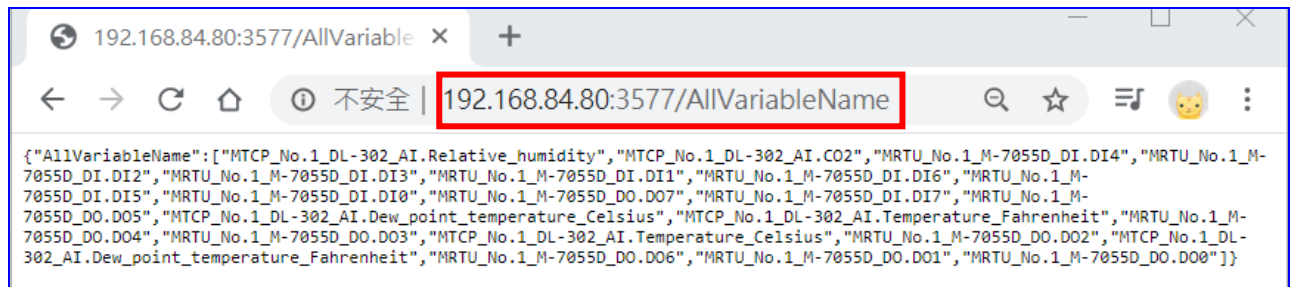 192.168.84.80:3577/AllVariable
不安全 | 192.168.84.80:3577/AllVariableName
{"AllVariableName":["MTCP_No.1_DL-302_AI.Relative_humidity","MTCP_No.1_DL-302_AI.CO2","MRTU_No.1_M-7055D_DI.DI4","MRTU_No.1_M-
7055D_DI.DI2","MRTU_No.1_M-7055D_DI.DI3","MRTU_No.1_M-7055D_DI.DI1","MRTU_No.1_M-7055D_DI.DI6","MRTU_No.1_M-
7055D_DI.DI5","MRTU_No.1_M-7055D_DI.DI0","MRTU_No.1_M-7055D_DO.DO7","MRTU_No.1_M-7055D_DI.DI7","MRTU_No.1_M-
7055D_DO.DO5","MTCP_No.1_DL-302_AI.Dew_point_temperature_Celsius","MTCP_No.1_DL-302_AI.Temperature_Fahrenheit","MRTU_No.1_M-
7055D_DO.DO4","MRTU_No.1_M-7055D_DO.DO3","MTCP_No.1_DL-302_AI.Temperature_Celsius","MRTU_No.1_M-7055D_DO.DO2","MTCP_No.1_DL-
302_AI.Dew_point_temperature_Fahrenheit","MRTU_No.1_M-7055D_DO.DO6","MRTU_No.1_M-7055D_DO.DO1","MRTU_No.1_M-7055D_DO.DO0"]}